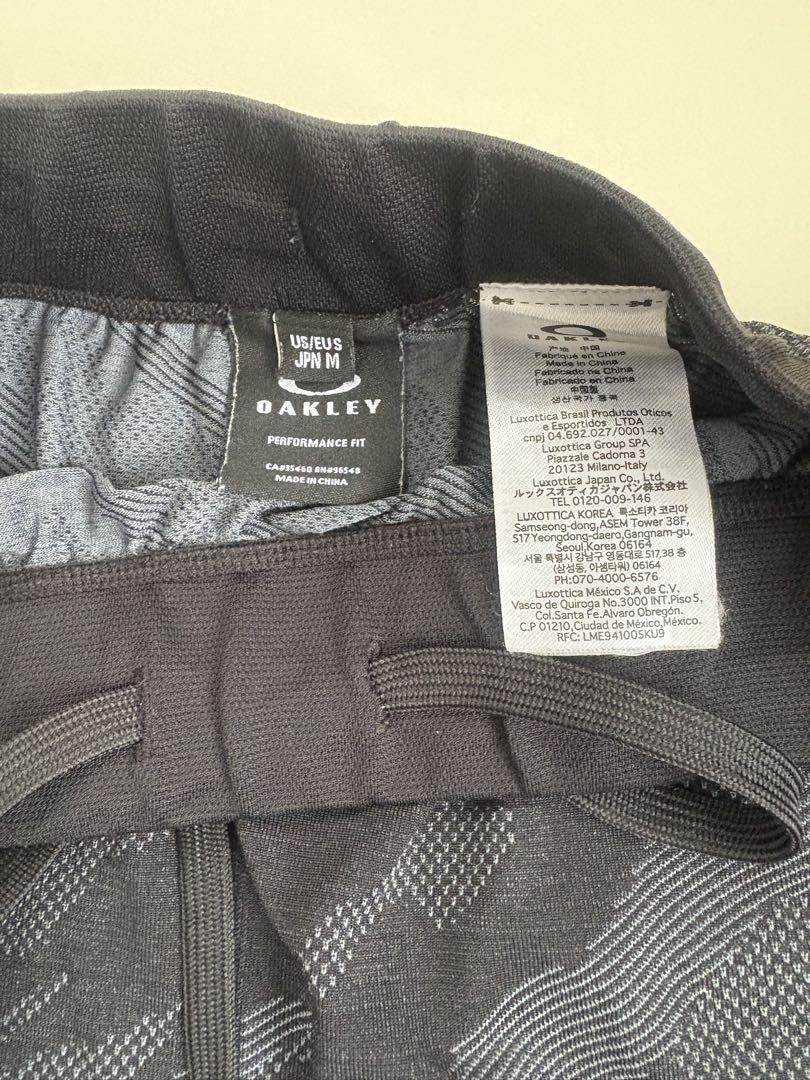 US/EU S
JPN M
OAKLEY
PERFORMANCE FIT
CA#35460 RN#96548
MADE IN CHINA
OAKLEY
产地 中国
Fabriqué en Chine
Made in China
Fabricado na China
Fabricado en China
中国製
생산 국가 중국
Luxottica Brasil Produtos Oticos
e Esportidos LTDA
cnpj 04.692.027/0001-43
Luxottica Group SPA
Piazzale Cadorna 3
20123 Milano-Italy
Luxottica Japan Co., Ltd.
ルックスオティカジャパン株式会社
TEL 0120-009-146
LUXOTTICA KOREA 룩소티카 코리아
Samseong-dong,ASEM Tower 38F,
517Yeongdong-daero,Gangnam-gu,
Seoul,Korea 06164
서울 특별시 강남구 영동대로 517,38 층
(삼성동, 아셈타워) 06164
PH:070-4000-6576
Luxottica México S.A de C.V.
Vasco de Quiroga No.3000 INT.Piso 5,
Col.Santa Fe.Alvaro Obregón.
C.P 01210,Ciudad de México,México.
RFC: LME941005KU9